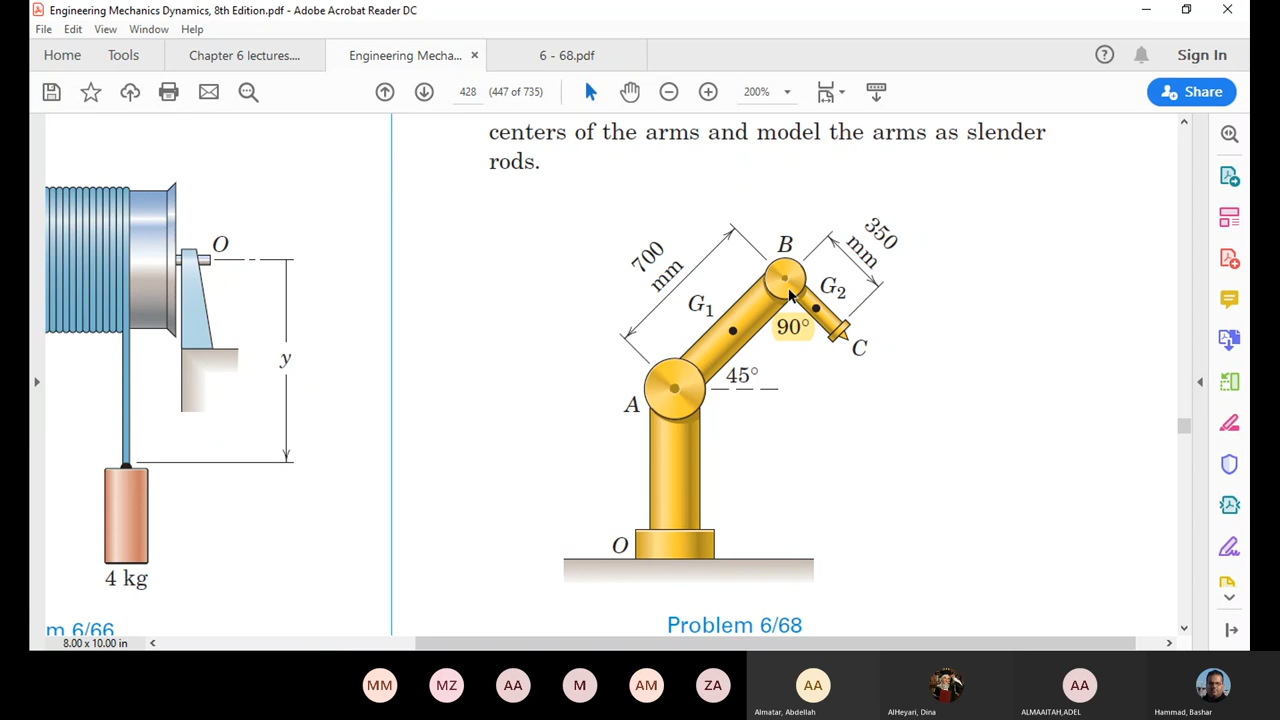 Engineering Mechanics Dynamics, 8th Edition.pdf - Adobe Acrobat Reader DC
File Edit View Window Help
Home Tools Chapter 6 lectures.... Engineering Mecha... × 6 - 68.pdf ? Sign In
428 (447 of 735) 200% Share
centers of the arms and model the arms as slender
rods.
O
y
4 kg
m 6/66
700
mm
B
350
mm
G1
G2
90°
C
45°
A
O
Problem 6/68
8.00 x 10.00 in
MM MZ AA M AM ZA AA AA
Almatar, Abdellah AlHeyari, Dina ALMAAITAH,ADEL Hammad, Bashar